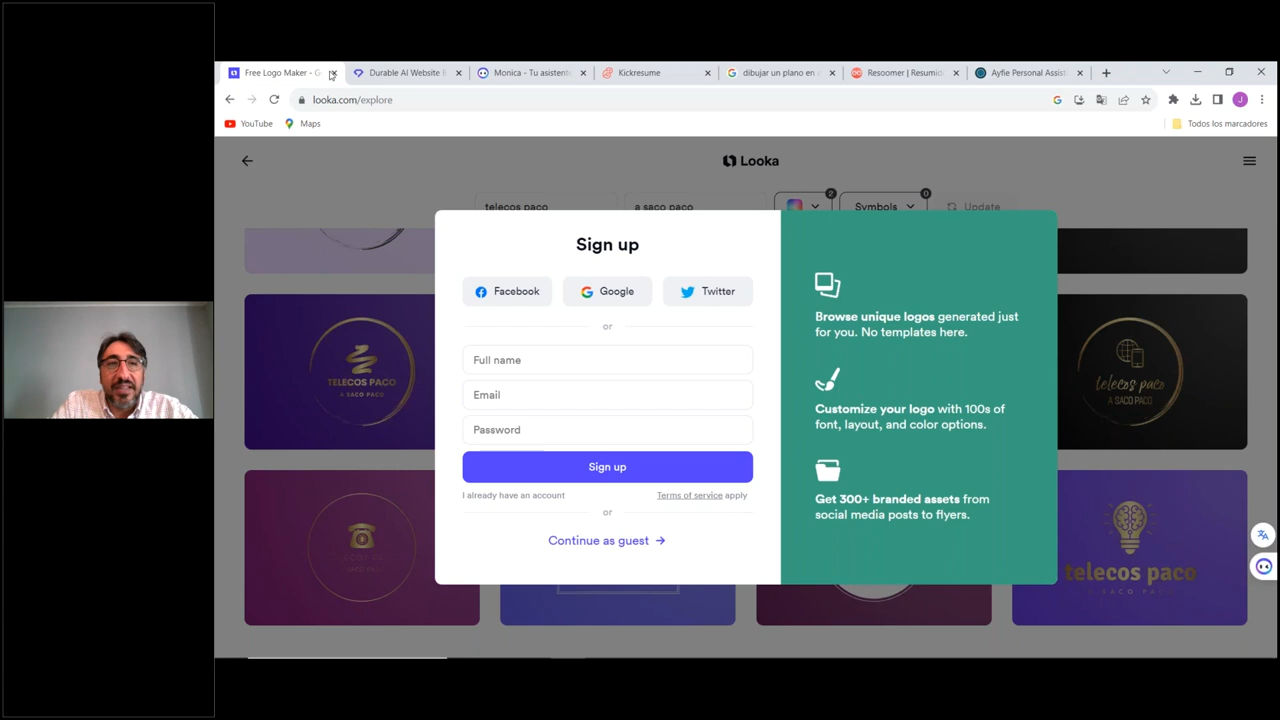 Free Logo Maker - G
Durable AI Website B
Monica - Tu asistent
Kickresume
dibujar un plano en
Resoomer | Resumid
Ayfie Personal Assist
looka.com/explore
J
YouTube
Maps
Todos los marcadores
Looka
telecos paco
a saco paco
2
Symbols
0
Update
Sign up
Facebook
Google
Twitter
or
Full name
Email
Password
Sign up
I already have an account
Terms of service apply
or
Continue as guest →
Browse unique logos generated just
for you. No templates here.
Customize your logo with 100s of
font, layout, and color options.
Get 300+ branded assets from
social media posts to flyers.
TELECOS PACO
A SACO PACO
telecos paco
A SACO PACO
telecos paco
A SACO PACO